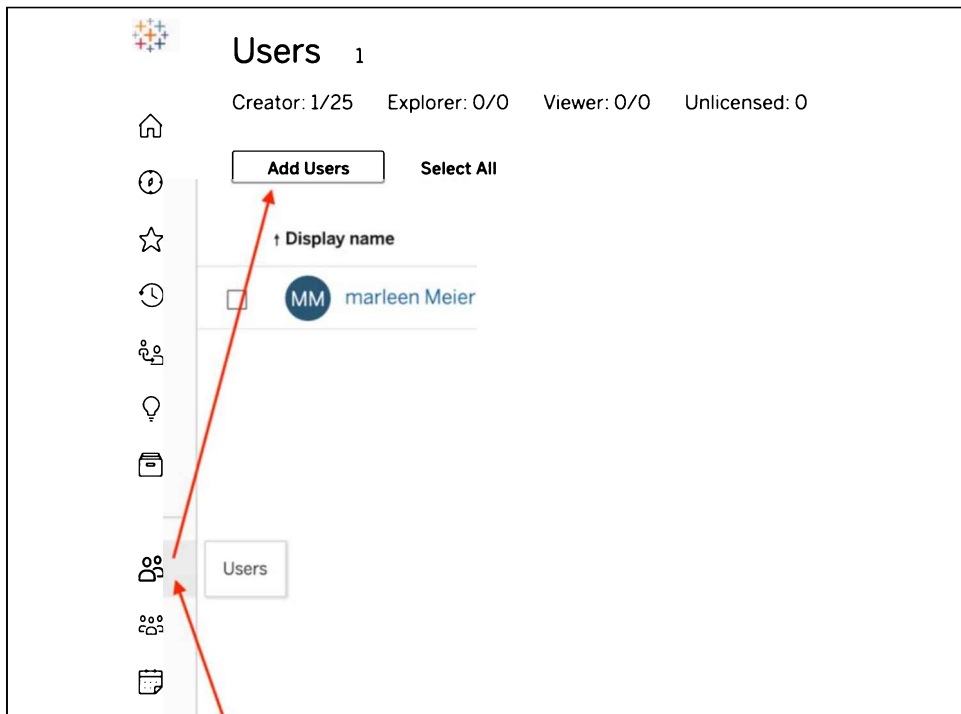 Users 1
Creator: 1/25 Explorer: 0/0 Viewer: 0/0 Unlicensed: 0
Add Users Select All
↑ Display name
MM marleen Meier
Users